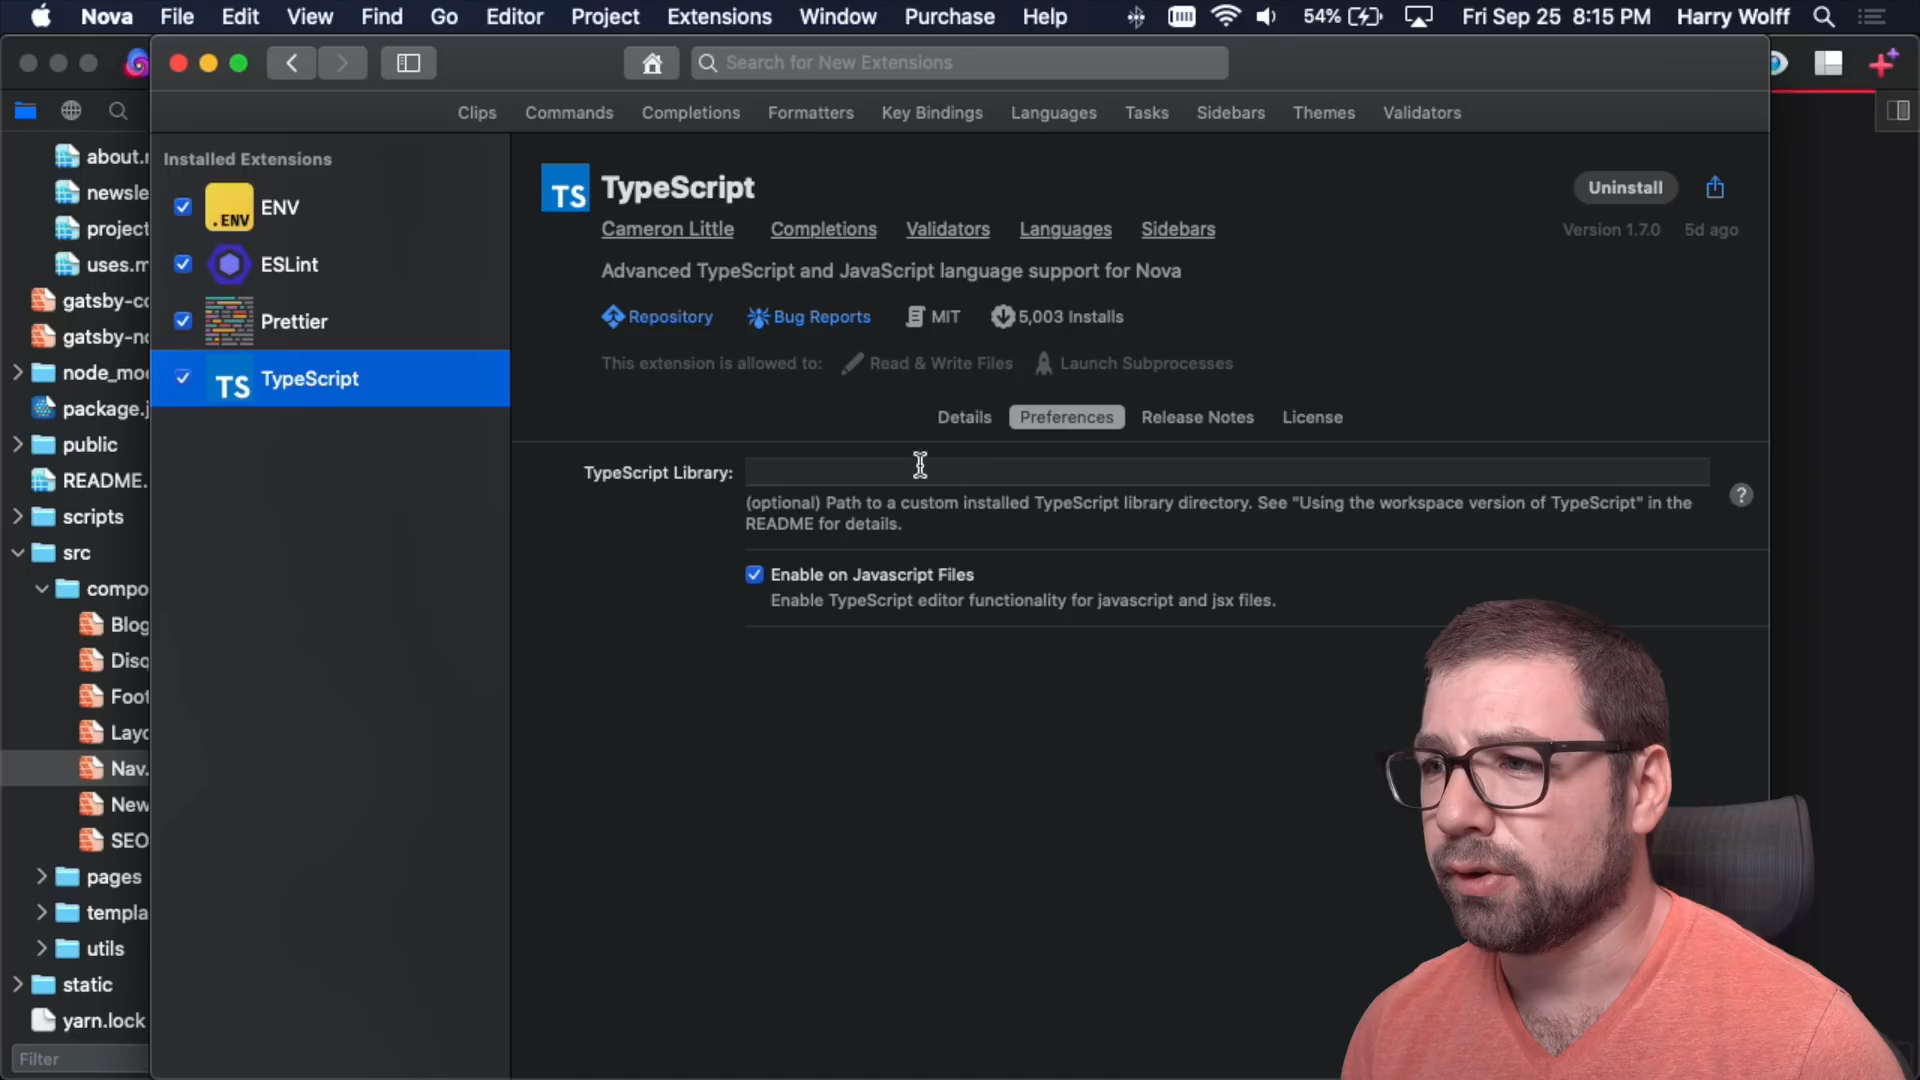 Nova File Edit View Find Go Editor Project Extensions Window Purchase Help 54% Fri Sep 25 8:15 PM Harry Wolff
Search for New Extensions
Clips Commands Completions Formatters Key Bindings Languages Tasks Sidebars Themes Validators
about.
newsle
project
uses.m
gatsby-co
gatsby-no
node_mo
package.j
public
README.
scripts
src
compo
Blog
Disq
Foot
Layo
Nav.
New
SEO
pages
templa
utils
static
yarn.lock
Filter
Installed Extensions
.ENV
ENV
ESLint
Prettier
TS
TypeScript
TS
TypeScript
Uninstall
Cameron Little Completions Validators Languages Sidebars
Version 1.7.0 5d ago
Advanced TypeScript and JavaScript language support for Nova
Repository Bug Reports MIT 5,003 Installs
This extension is allowed to: Read & Write Files Launch Subprocesses
Details Preferences Release Notes License
TypeScript Library:
(optional) Path to a custom installed TypeScript library directory. See "Using the workspace version of TypeScript" in the
README for details.
?
Enable on Javascript Files
Enable TypeScript editor functionality for javascript and jsx files.